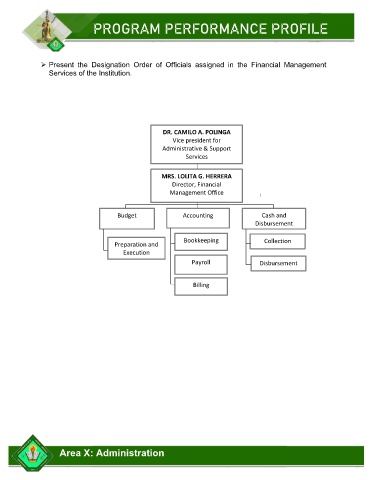 PROGRAM PERFORMANCE PROFILE
➢ Present the Designation Order of Officials assigned in the Financial Management
Services of the Institution.
DR. CAMILO A. POLINGA
Vice president for
Administrative & Support
Services
MRS. LOLITA G. HERRERA
Director, Financial
Management Office
Budget
Accounting
Cash and
Disbursement
Preparation and
Execution
Bookkeeping
Collection
Payroll
Disbursement
Billing
Area X: Administration